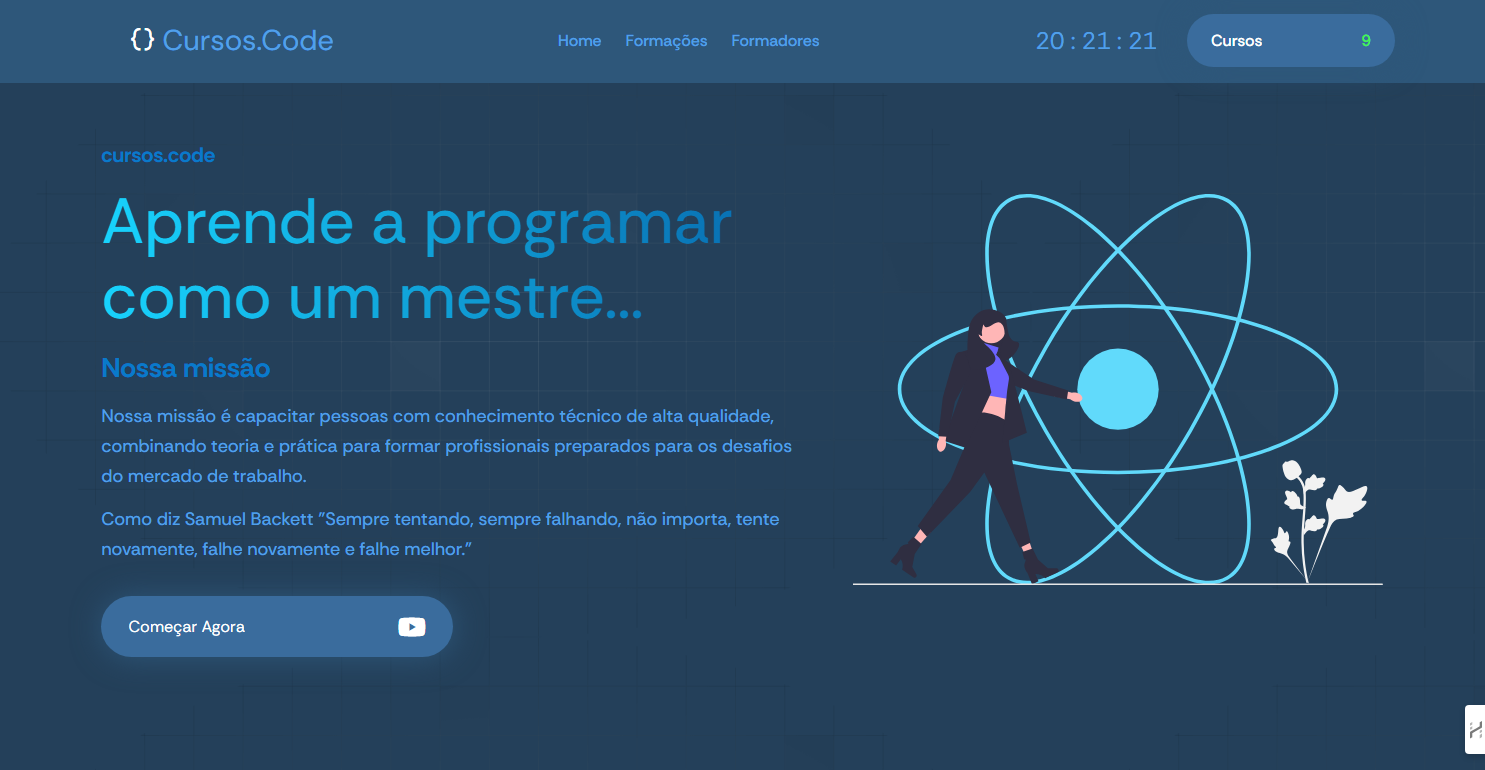 {} Cursos.Code
Home Formações Formadores
20 : 21 : 21
Cursos 9
cursos.code
Aprende a programar
como um mestre...
Nossa missão
Nossa missão é capacitar pessoas com conhecimento técnico de alta qualidade,
combinando teoria e prática para formar profissionais preparados para os desafios
do mercado de trabalho.
Como diz Samuel Backett "Sempre tentando, sempre falhando, não importa, tente
novamente, falhe novamente e falhe melhor."
Começar Agora